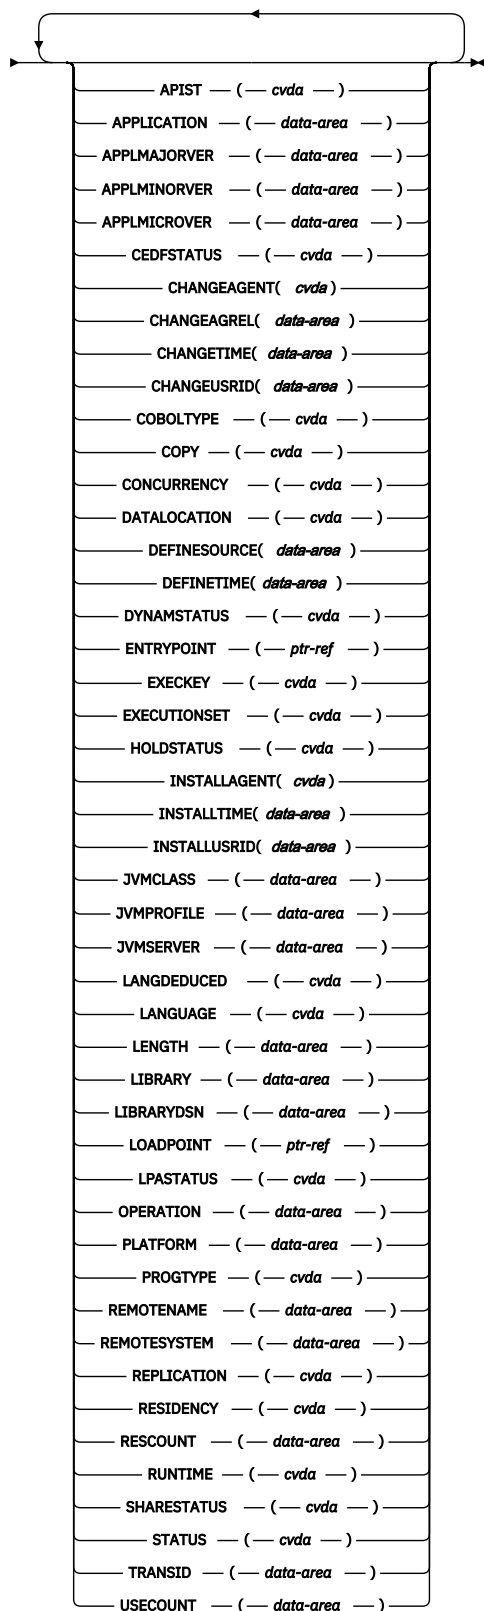 APIST ( cvda )
APPLICATION ( data-area )
APPLMAJORVER ( data-area )
APPLMINORVER ( data-area )
APPLMICROVER ( data-area )
CEDFSTATUS ( cvda )
CHANGEAGENT( cvda )
CHANGEAGREL( data-area )
CHANGETIME( data-area )
CHANGEUSRID( data-area )
COBOLTYPE ( cvda )
COPY ( cvda )
CONCURRENCY ( cvda )
DATALOCATION ( cvda )
DEFINESOURCE( data-area )
DEFINETIME( data-area )
DYNAMSTATUS ( cvda )
ENTRYPOINT ( ptr-ref )
EXECKEY ( cvda )
EXECUTIONSET ( cvda )
HOLDSTATUS ( cvda )
INSTALLAGENT( cvda )
INSTALLTIME( data-area )
INSTALLUSRID( data-area )
JVMCLASS ( data-area )
JVMPROFILE ( data-area )
JVMSERVER ( data-area )
LANGDEDUCED ( cvda )
LANGUAGE ( cvda )
LENGTH ( data-area )
LIBRARY ( data-area )
LIBRARYDSN ( data-area )
LOADPOINT ( ptr-ref )
LPASTATUS ( cvda )
OPERATION ( data-area )
PLATFORM ( data-area )
PROGTYPE ( cvda )
REMOTENAME ( data-area )
REMOTESYSTEM ( data-area )
REPLICATION ( cvda )
RESIDENCY ( cvda )
RESCOUNT ( data-area )
RUNTIME ( cvda )
SHARESTATUS ( cvda )
STATUS ( cvda )
TRANSID ( data-area )
USECOUNT ( data-area )